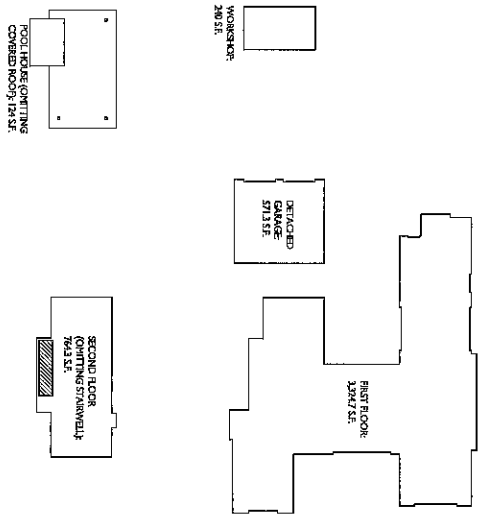 WORKSHOP:
240 S.F.
POOL HOUSE (OMITTING
COVERED ROOF): 124 S.F.
DETACHED
GARAGE:
571.3 S.F.
FIRST FLOOR:
3,324.7 S.F.
SECOND FLOOR
(OMITTING STAIRWELL):
764.3 S.F.